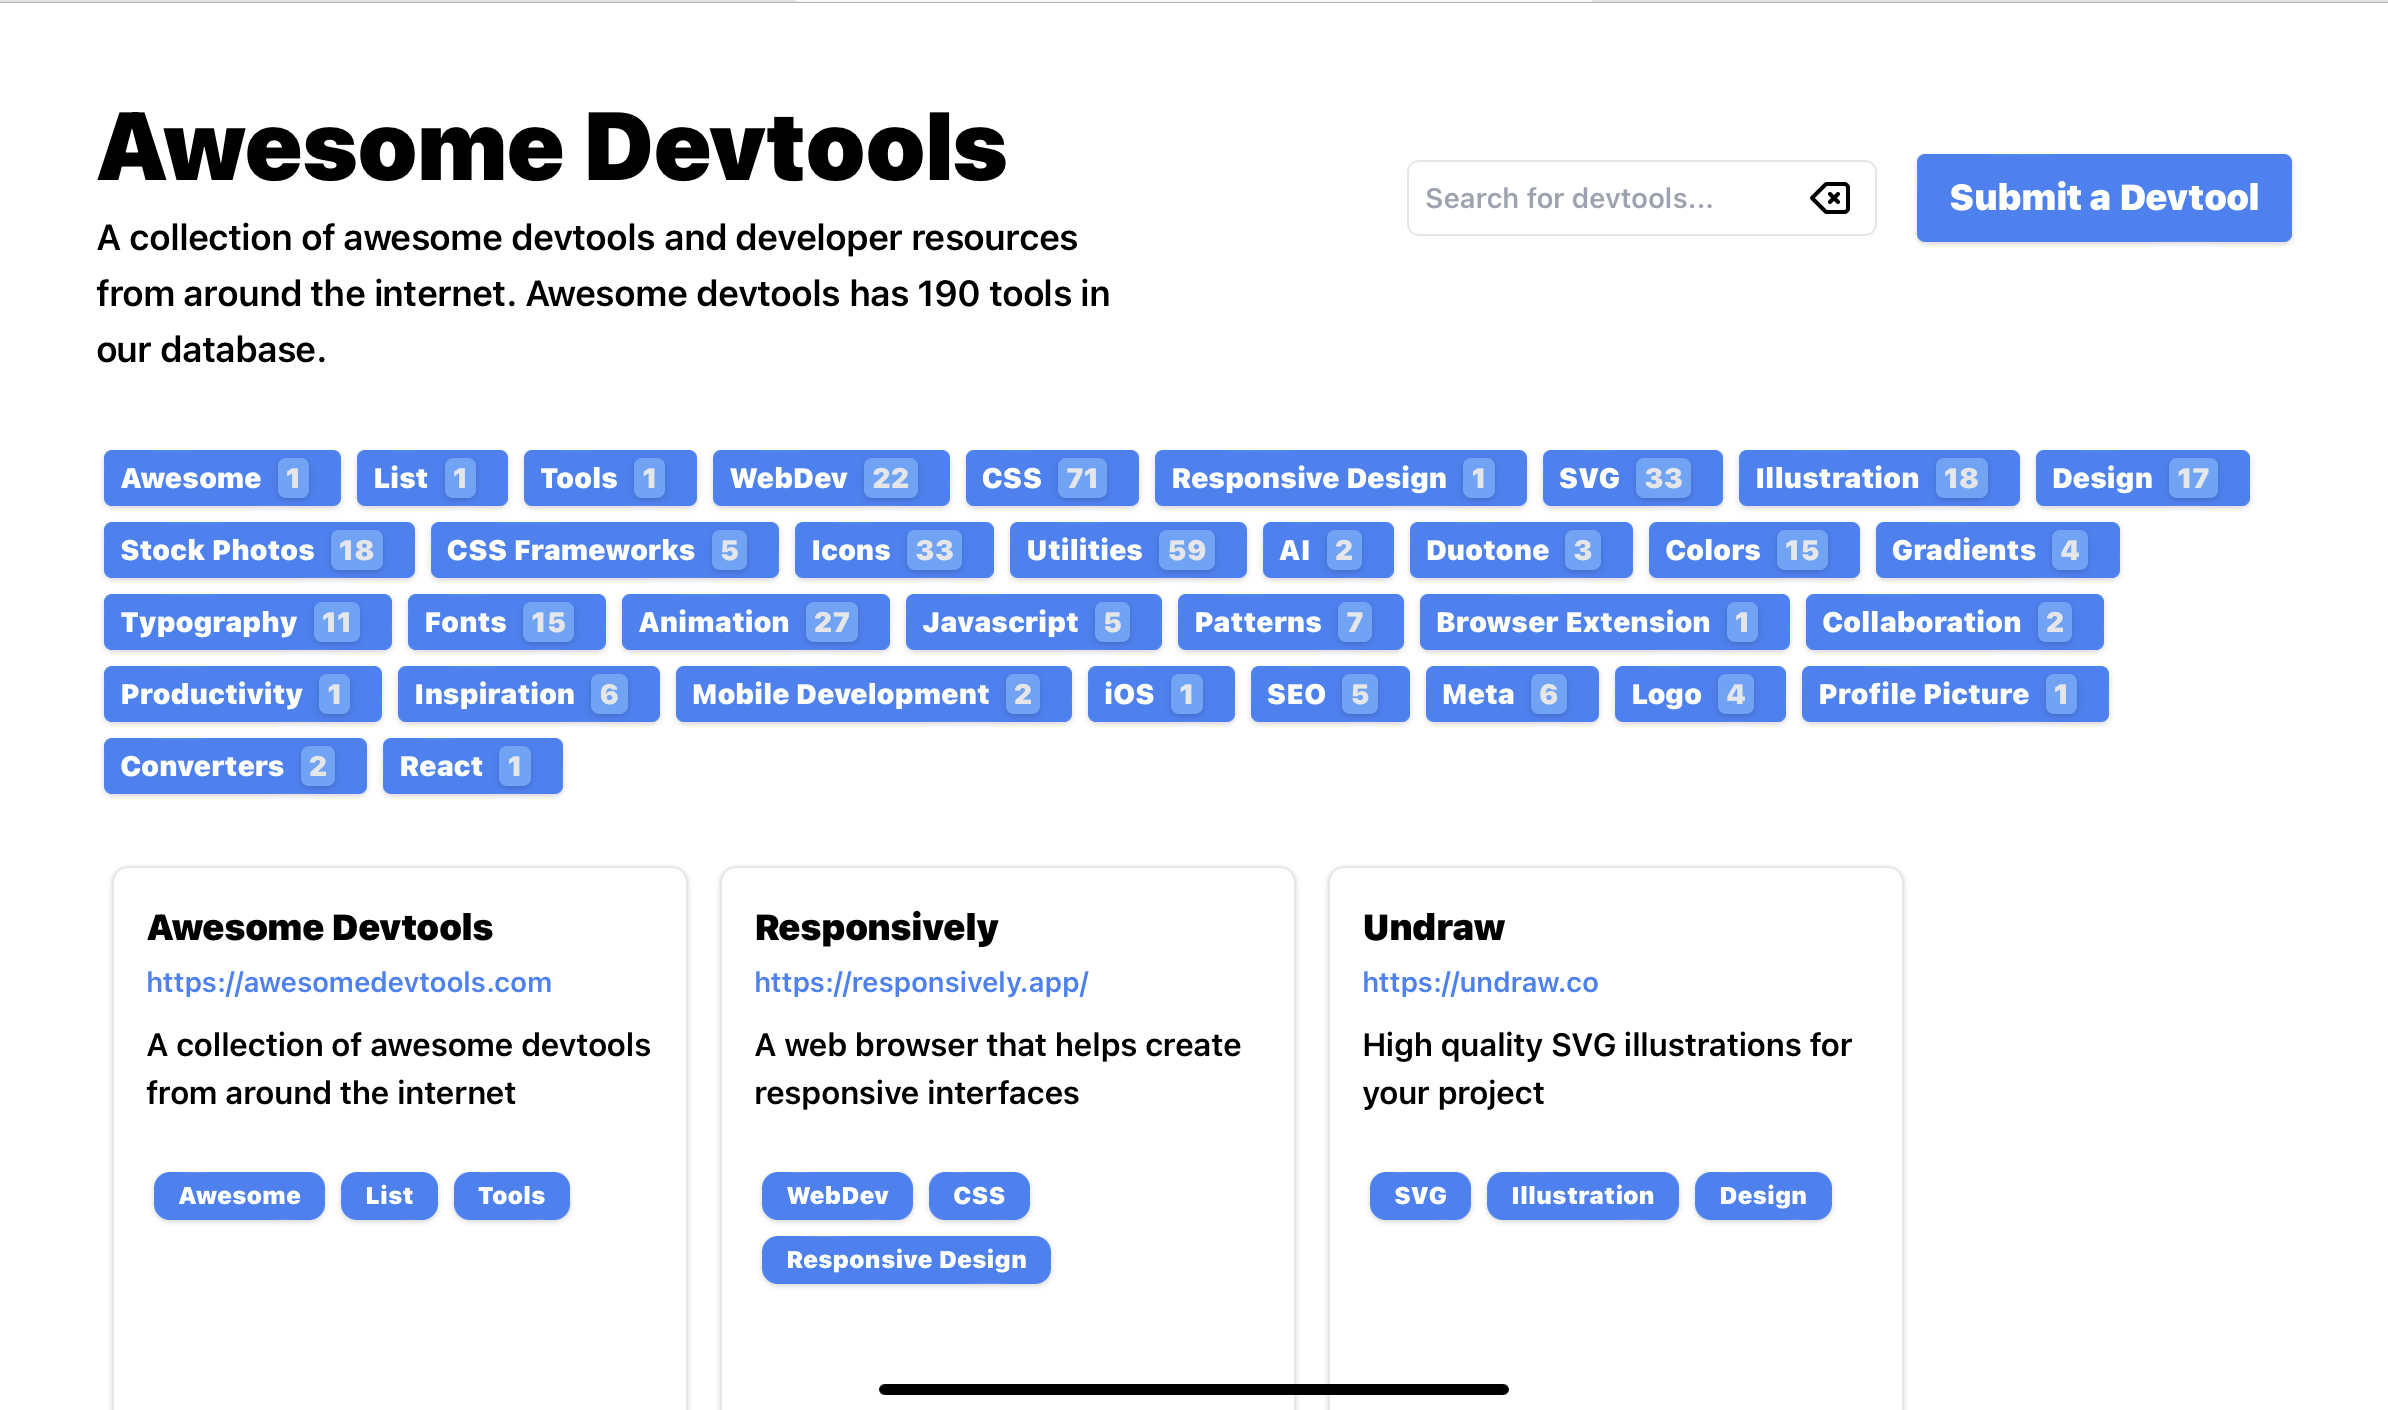 Awesome Devtools
A collection of awesome devtools and developer resources
from around the internet. Awesome devtools has 190 tools in
our database.
Search for devtools...
Submit a Devtool
Awesome 1 List 1 Tools 1 WebDev 22 CSS 71 Responsive Design 1 SVG 33 Illustration 18 Design 17
Stock Photos 18 CSS Frameworks 5 Icons 33 Utilities 59 AI 2 Duotone 3 Colors 15 Gradients 4
Typography 11 Fonts 15 Animation 27 Javascript 5 Patterns 7 Browser Extension 1 Collaboration 2
Productivity 1 Inspiration 6 Mobile Development 2 iOS 1 SEO 5 Meta 6 Logo 4 Profile Picture 1
Converters 2 React 1
Awesome Devtools
https://awesomedevtools.com
A collection of awesome devtools
from around the internet
Awesome List Tools
Responsively
https://responsively.app/
A web browser that helps create
responsive interfaces
WebDev CSS
Responsive Design
Undraw
https://undraw.co
High quality SVG illustrations for
your project
SVG Illustration Design